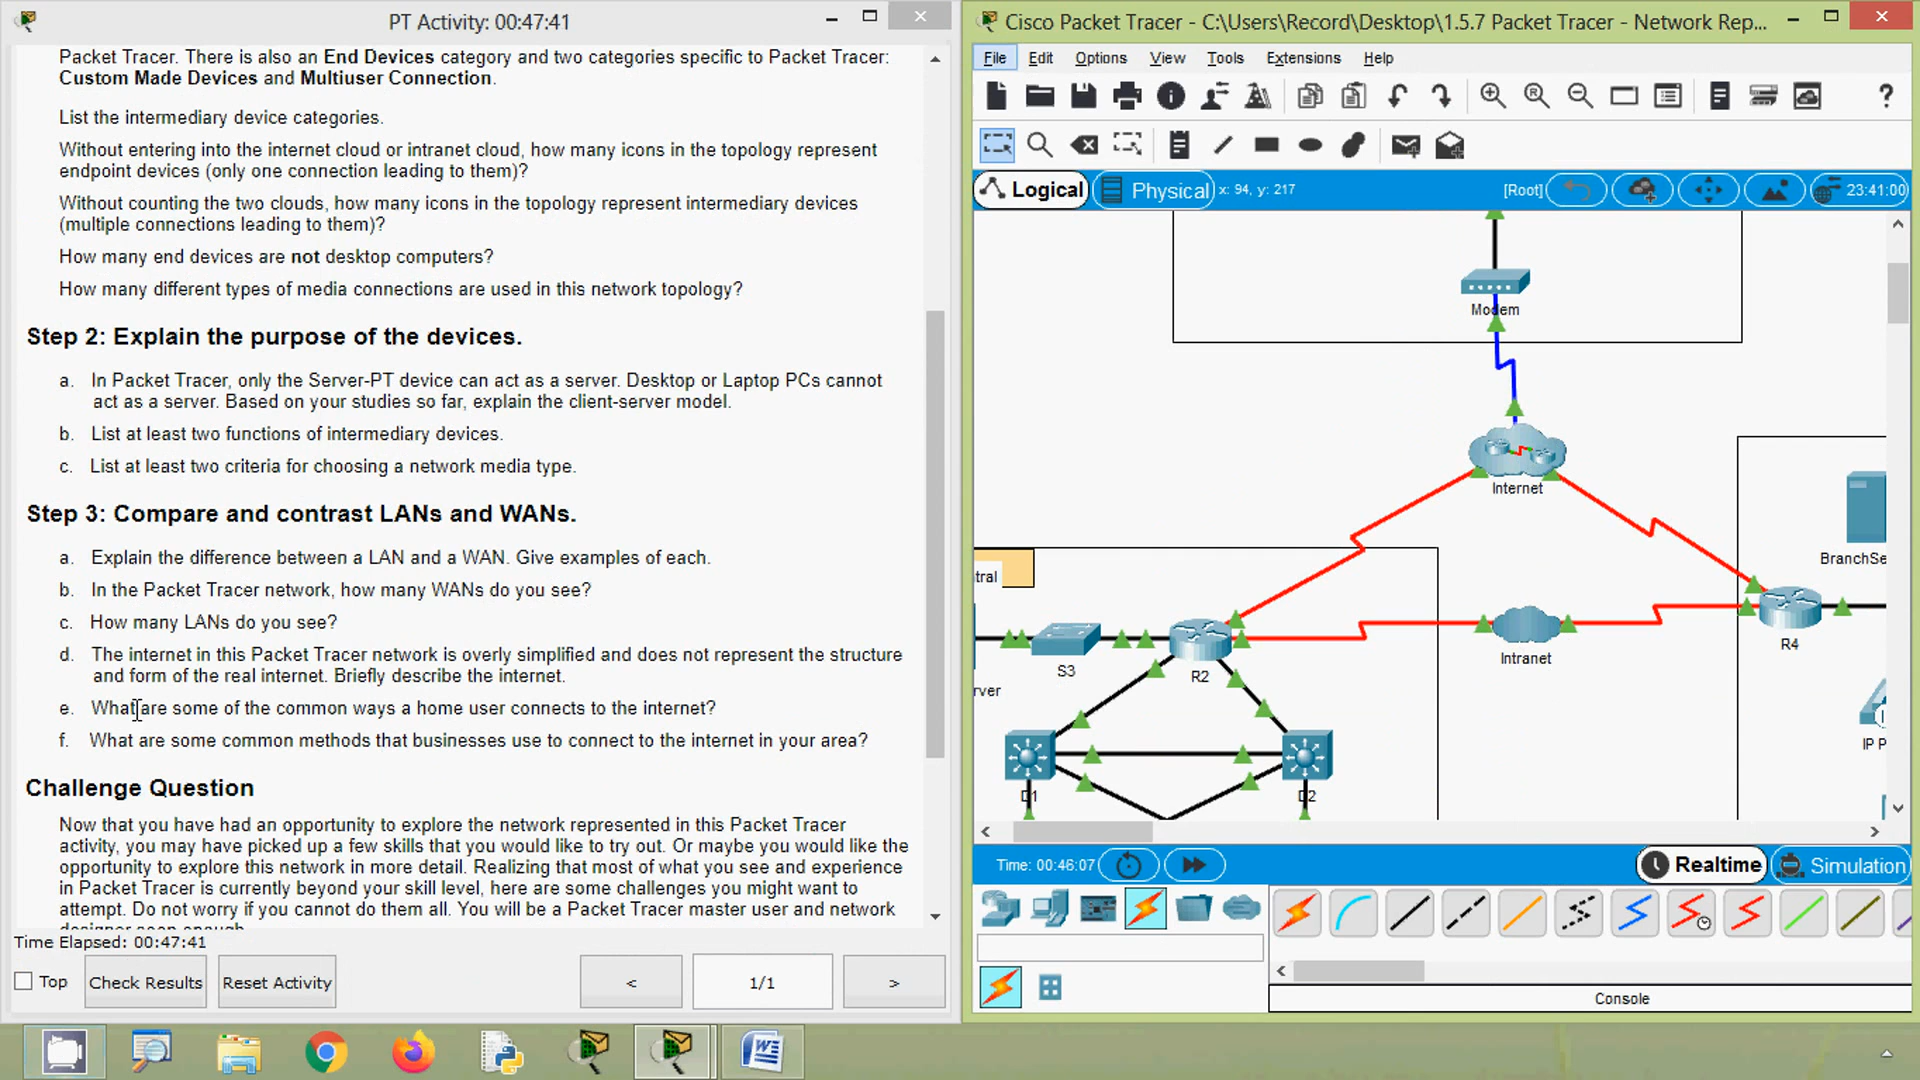 PT Activity: 00:47:41
Packet Tracer. There is also an End Devices category and two categories specific to Packet Tracer:
Custom Made Devices and Multiuser Connection.
List the intermediary device categories.
Without entering into the internet cloud or intranet cloud, how many icons in the topology represent
endpoint devices (only one connection leading to them)?
Without counting the two clouds, how many icons in the topology represent intermediary devices
(multiple connections leading to them)?
How many end devices are not desktop computers?
How many different types of media connections are used in this network topology?
Step 2: Explain the purpose of the devices.
a. In Packet Tracer, only the Server-PT device can act as a server. Desktop or Laptop PCs cannot
act as a server. Based on your studies so far, explain the client-server model.
b. List at least two functions of intermediary devices.
c. List at least two criteria for choosing a network media type.
Step 3: Compare and contrast LANs and WANs.
a. Explain the difference between a LAN and a WAN. Give examples of each.
b. In the Packet Tracer network, how many WANs do you see?
c. How many LANs do you see?
d. The internet in this Packet Tracer network is overly simplified and does not represent the structure
and form of the real internet. Briefly describe the internet.
e. What are some of the common ways a home user connects to the internet?
f. What are some common methods that businesses use to connect to the internet in your area?
Challenge Question
Now that you have had an opportunity to explore the network represented in this Packet Tracer
activity, you may have picked up a few skills that you would like to try out. Or maybe you would like the
opportunity to explore this network in more detail. Realizing that most of what you see and experience
in Packet Tracer is currently beyond your skill level, here are some challenges you might want to
attempt. Do not worry if you cannot do them all. You will be a Packet Tracer master user and network
designer soon enough.
Time Elapsed: 00:47:41
Top
Check Results
Reset Activity
<
1/1
>
Cisco Packet Tracer - C:\Users\Record\Desktop\1.5.7 Packet Tracer - Network Rep...
File Edit Options View Tools Extensions Help
Logical
Physical
x: 94, y: 217
[Root]
23:41:00
Modem
Internet
BranchSe
tral
S3
R2
Intranet
R4
rver
IP P
D1
D2
Time: 00:46:07
Realtime
Simulation
Console